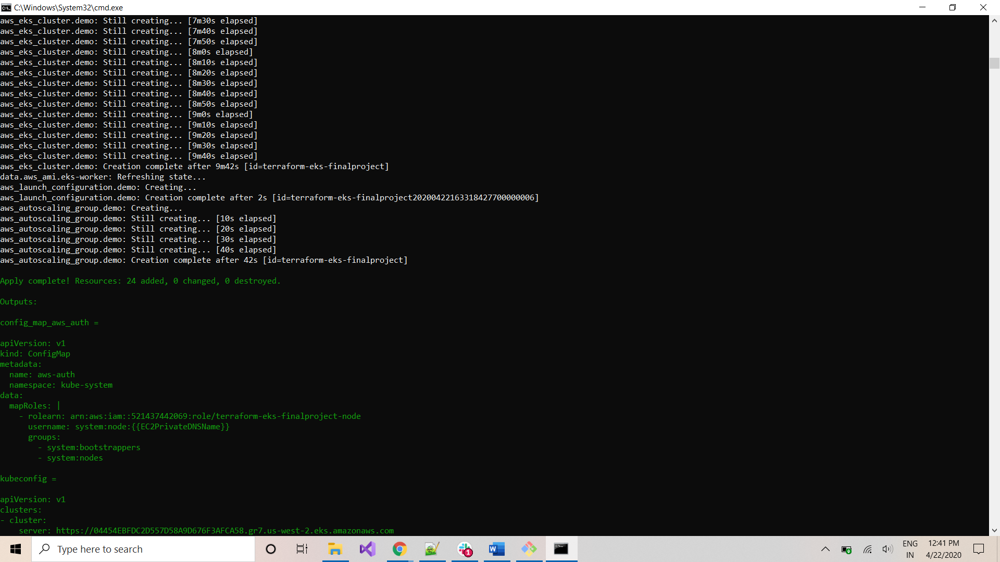 C:\Windows\System32\cmd.exe
aws_eks_cluster.demo: Still creating... [7m30s elapsed]
aws_eks_cluster.demo: Still creating... [7m40s elapsed]
aws_eks_cluster.demo: Still creating... [7m50s elapsed]
aws_eks_cluster.demo: Still creating... [8m0s elapsed]
aws_eks_cluster.demo: Still creating... [8m10s elapsed]
aws_eks_cluster.demo: Still creating... [8m20s elapsed]
aws_eks_cluster.demo: Still creating... [8m30s elapsed]
aws_eks_cluster.demo: Still creating... [8m40s elapsed]
aws_eks_cluster.demo: Still creating... [8m50s elapsed]
aws_eks_cluster.demo: Still creating... [9m0s elapsed]
aws_eks_cluster.demo: Still creating... [9m10s elapsed]
aws_eks_cluster.demo: Still creating... [9m20s elapsed]
aws_eks_cluster.demo: Still creating... [9m30s elapsed]
aws_eks_cluster.demo: Still creating... [9m40s elapsed]
aws_eks_cluster.demo: Creation complete after 9m42s [id=terraform-eks-finalproject]
data.aws_ami.eks-worker: Refreshing state...
aws_launch_configuration.demo: Creating...
aws_launch_configuration.demo: Creation complete after 2s [id=terraform-eks-finalproject20200422163318427700000006]
aws_autoscaling_group.demo: Creating...
aws_autoscaling_group.demo: Still creating... [10s elapsed]
aws_autoscaling_group.demo: Still creating... [20s elapsed]
aws_autoscaling_group.demo: Still creating... [30s elapsed]
aws_autoscaling_group.demo: Still creating... [40s elapsed]
aws_autoscaling_group.demo: Creation complete after 42s [id=terraform-eks-finalproject]
Apply complete! Resources: 24 added, 0 changed, 0 destroyed.
Outputs:
config_map_aws_auth =
apiVersion: v1
kind: ConfigMap
metadata:
  name: aws-auth
  namespace: kube-system
data:
  mapRoles: |
    - rolearn: arn:aws:iam::521437442069:role/terraform-eks-finalproject-node
      username: system:node:{{EC2PrivateDNSName}}
      groups:
        - system:bootstrappers
        - system:nodes
kubeconfig =
apiVersion: v1
clusters:
- cluster:
    server: https://04454EBFDC2D557D58A9D676F3AFCA58.gr7.us-west-2.eks.amazonaws.com
Type here to search
1
ENG
IN
12:41 PM
4/22/2020